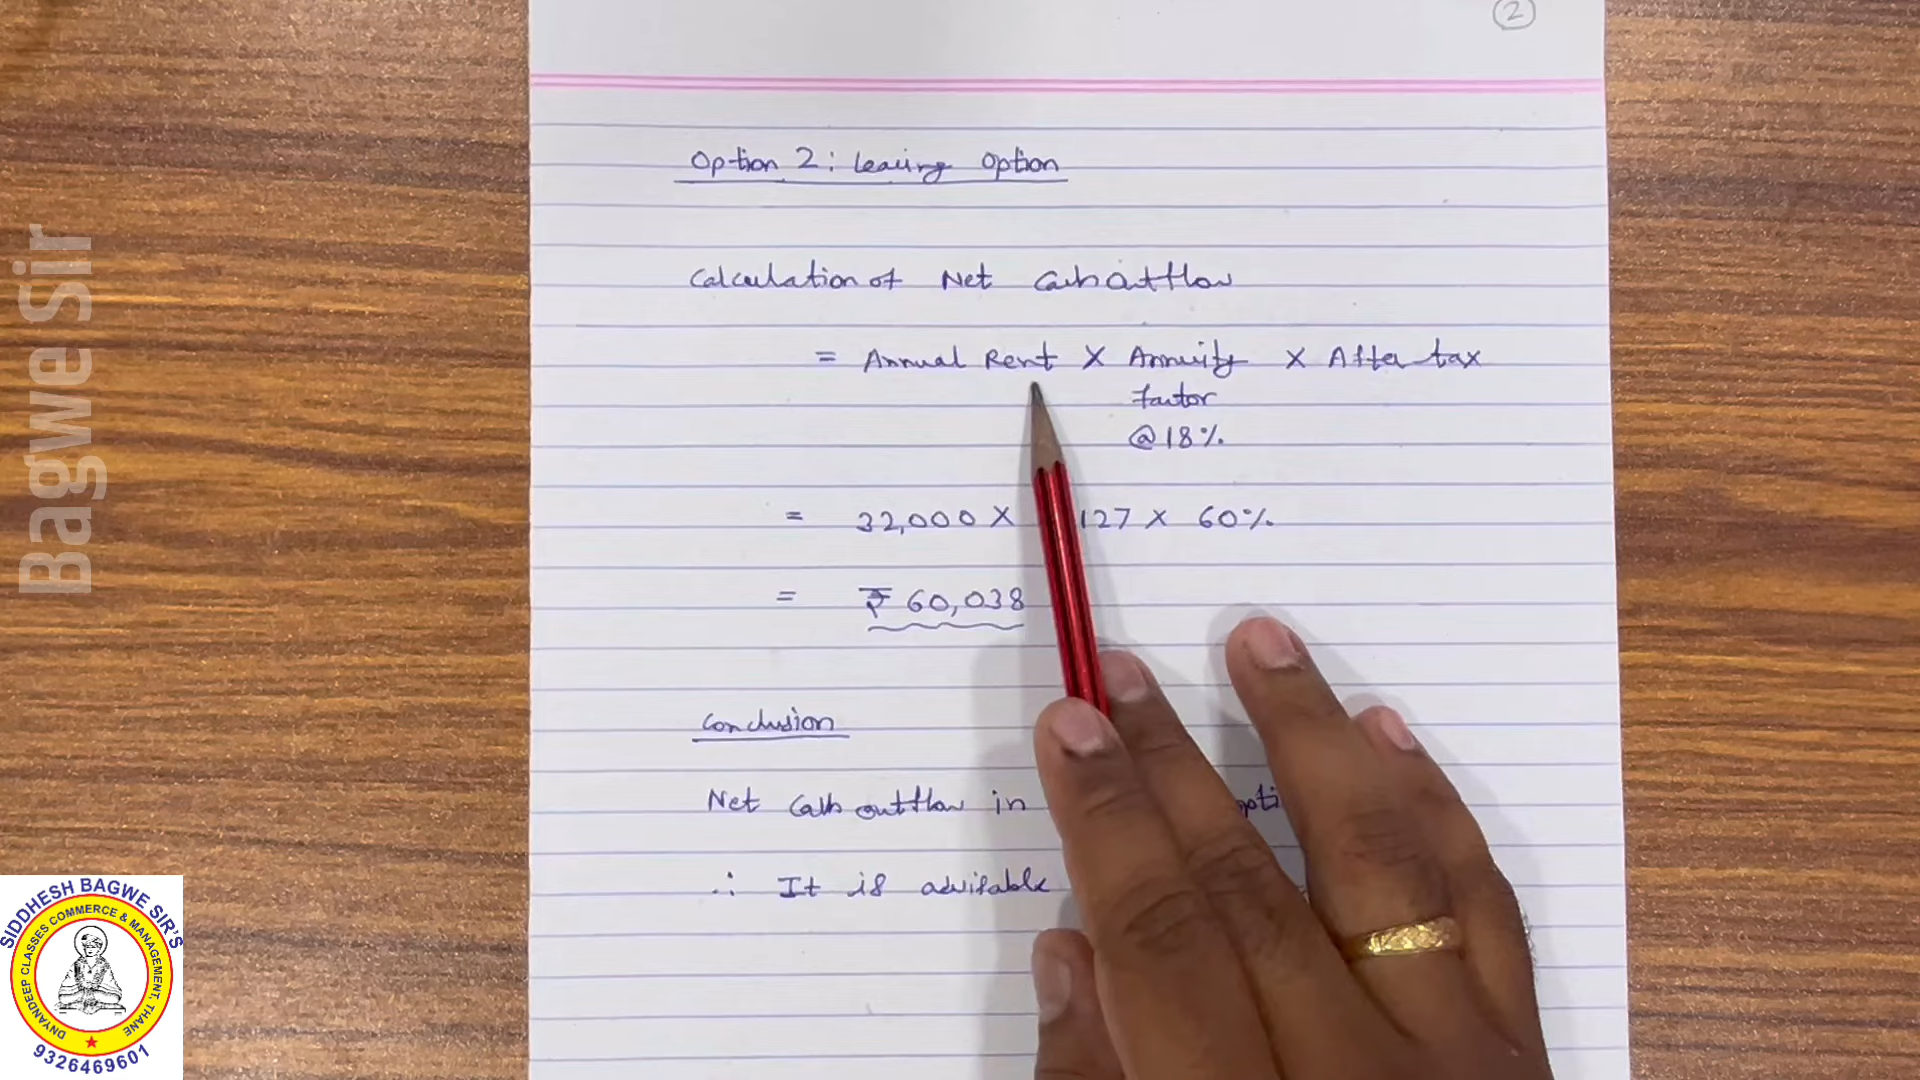 2
Option 2: Leasing Option
Calculation of Net Cash Outflow
= Annual Rent X Annuity X After tax
factor
@18%
= 32,000 X 127 X 60%
= ₹ 60,038
Conclusion
Net Cash outflow in
∴ It is advisable
Bagwe Sir
SIDDHESH BAGWE SIR'S
DNYANDEEP CLASSES COMMERCE & MANAGEMENT, THANE
9326469601